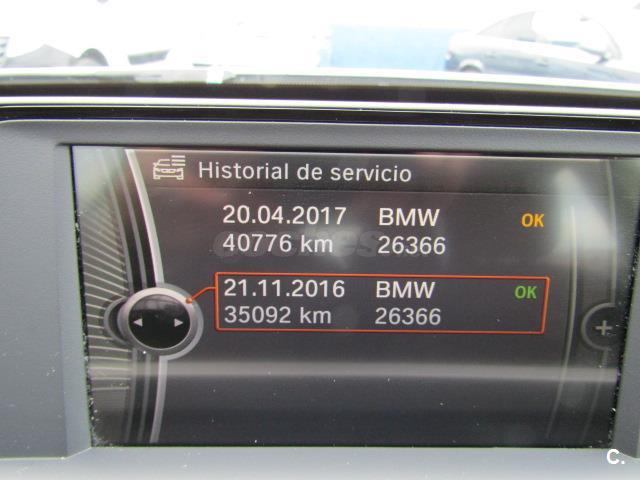 Historial de servicio
20.04.2017 BMW OK
40776 km 26366
21.11.2016 BMW OK
35092 km 26366
+
C.